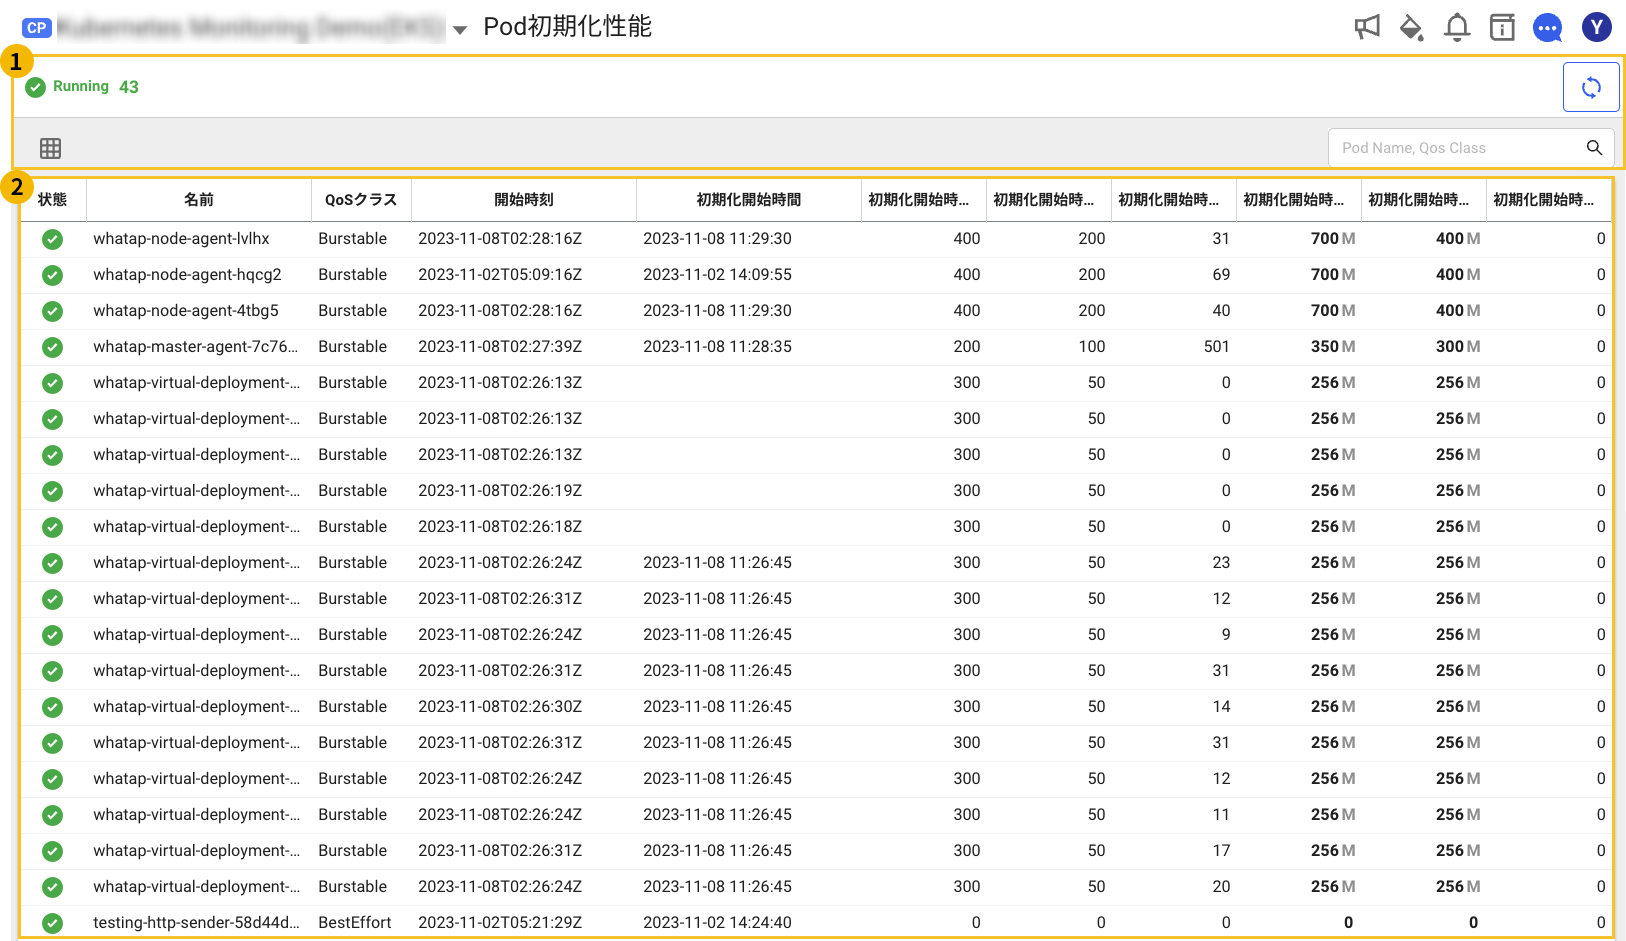 CP Kubernetes Monitoring Demo(EKS) Pod初期化性能 Y
1
Running 43
Pod Name, Qos Class
2
状態 名前 QoSクラス 開始時刻 初期化開始時間 初期化開始時... 初期化開始時... 初期化開始時... 初期化開始時... 初期化開始時... 初期化開始時...
whatap-node-agent-lvlhx Burstable 2023-11-08T02:28:16Z 2023-11-08 11:29:30 400 200 31 700 M 400 M 0
whatap-node-agent-hqcg2 Burstable 2023-11-02T05:09:16Z 2023-11-02 14:09:55 400 200 69 700 M 400 M 0
whatap-node-agent-4tbg5 Burstable 2023-11-08T02:28:16Z 2023-11-08 11:29:30 400 200 40 700 M 400 M 0
whatap-master-agent-7c76... Burstable 2023-11-08T02:27:39Z 2023-11-08 11:28:35 200 100 501 350 M 300 M 0
whatap-virtual-deployment-... Burstable 2023-11-08T02:26:13Z 300 50 0 256 M 256 M 0
whatap-virtual-deployment-... Burstable 2023-11-08T02:26:13Z 300 50 0 256 M 256 M 0
whatap-virtual-deployment-... Burstable 2023-11-08T02:26:13Z 300 50 0 256 M 256 M 0
whatap-virtual-deployment-... Burstable 2023-11-08T02:26:19Z 300 50 0 256 M 256 M 0
whatap-virtual-deployment-... Burstable 2023-11-08T02:26:18Z 300 50 0 256 M 256 M 0
whatap-virtual-deployment-... Burstable 2023-11-08T02:26:24Z 2023-11-08 11:26:45 300 50 23 256 M 256 M 0
whatap-virtual-deployment-... Burstable 2023-11-08T02:26:31Z 2023-11-08 11:26:45 300 50 12 256 M 256 M 0
whatap-virtual-deployment-... Burstable 2023-11-08T02:26:24Z 2023-11-08 11:26:45 300 50 9 256 M 256 M 0
whatap-virtual-deployment-... Burstable 2023-11-08T02:26:31Z 2023-11-08 11:26:45 300 50 31 256 M 256 M 0
whatap-virtual-deployment-... Burstable 2023-11-08T02:26:30Z 2023-11-08 11:26:45 300 50 14 256 M 256 M 0
whatap-virtual-deployment-... Burstable 2023-11-08T02:26:31Z 2023-11-08 11:26:45 300 50 31 256 M 256 M 0
whatap-virtual-deployment-... Burstable 2023-11-08T02:26:24Z 2023-11-08 11:26:45 300 50 12 256 M 256 M 0
whatap-virtual-deployment-... Burstable 2023-11-08T02:26:24Z 2023-11-08 11:26:45 300 50 11 256 M 256 M 0
whatap-virtual-deployment-... Burstable 2023-11-08T02:26:31Z 2023-11-08 11:26:45 300 50 17 256 M 256 M 0
whatap-virtual-deployment-... Burstable 2023-11-08T02:26:24Z 2023-11-08 11:26:45 300 50 20 256 M 256 M 0
testing-http-sender-58d44d... BestEffort 2023-11-02T05:21:29Z 2023-11-02 14:24:40 0 0 0 0 0 0